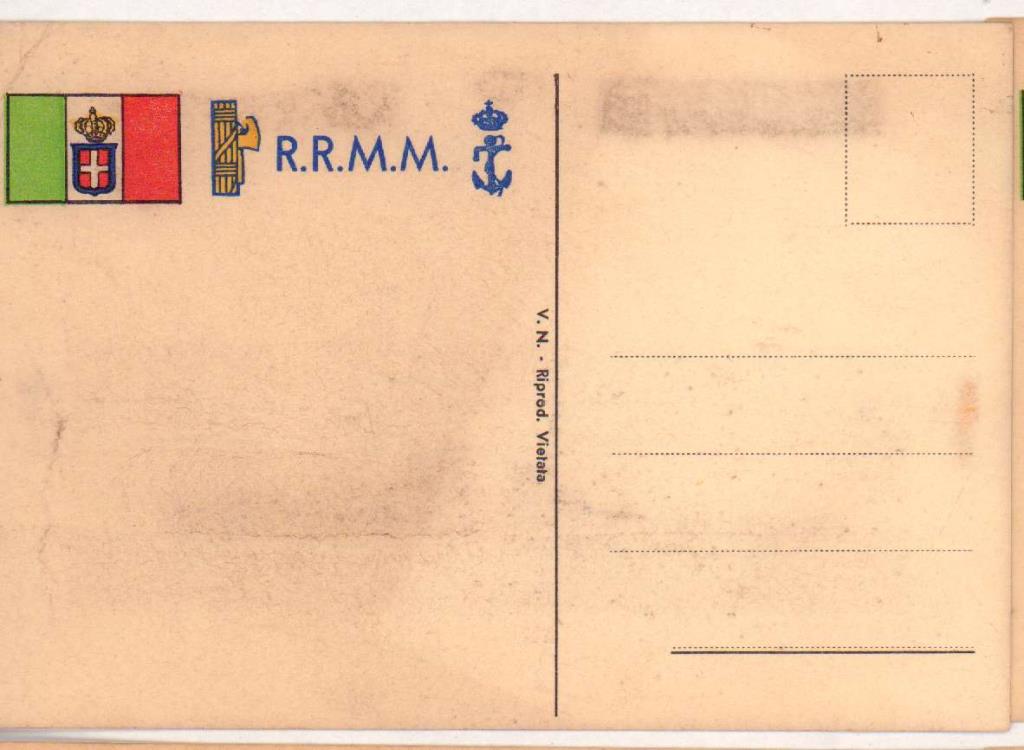 R.R.M.M.
V. N. - Riprod. Vietata